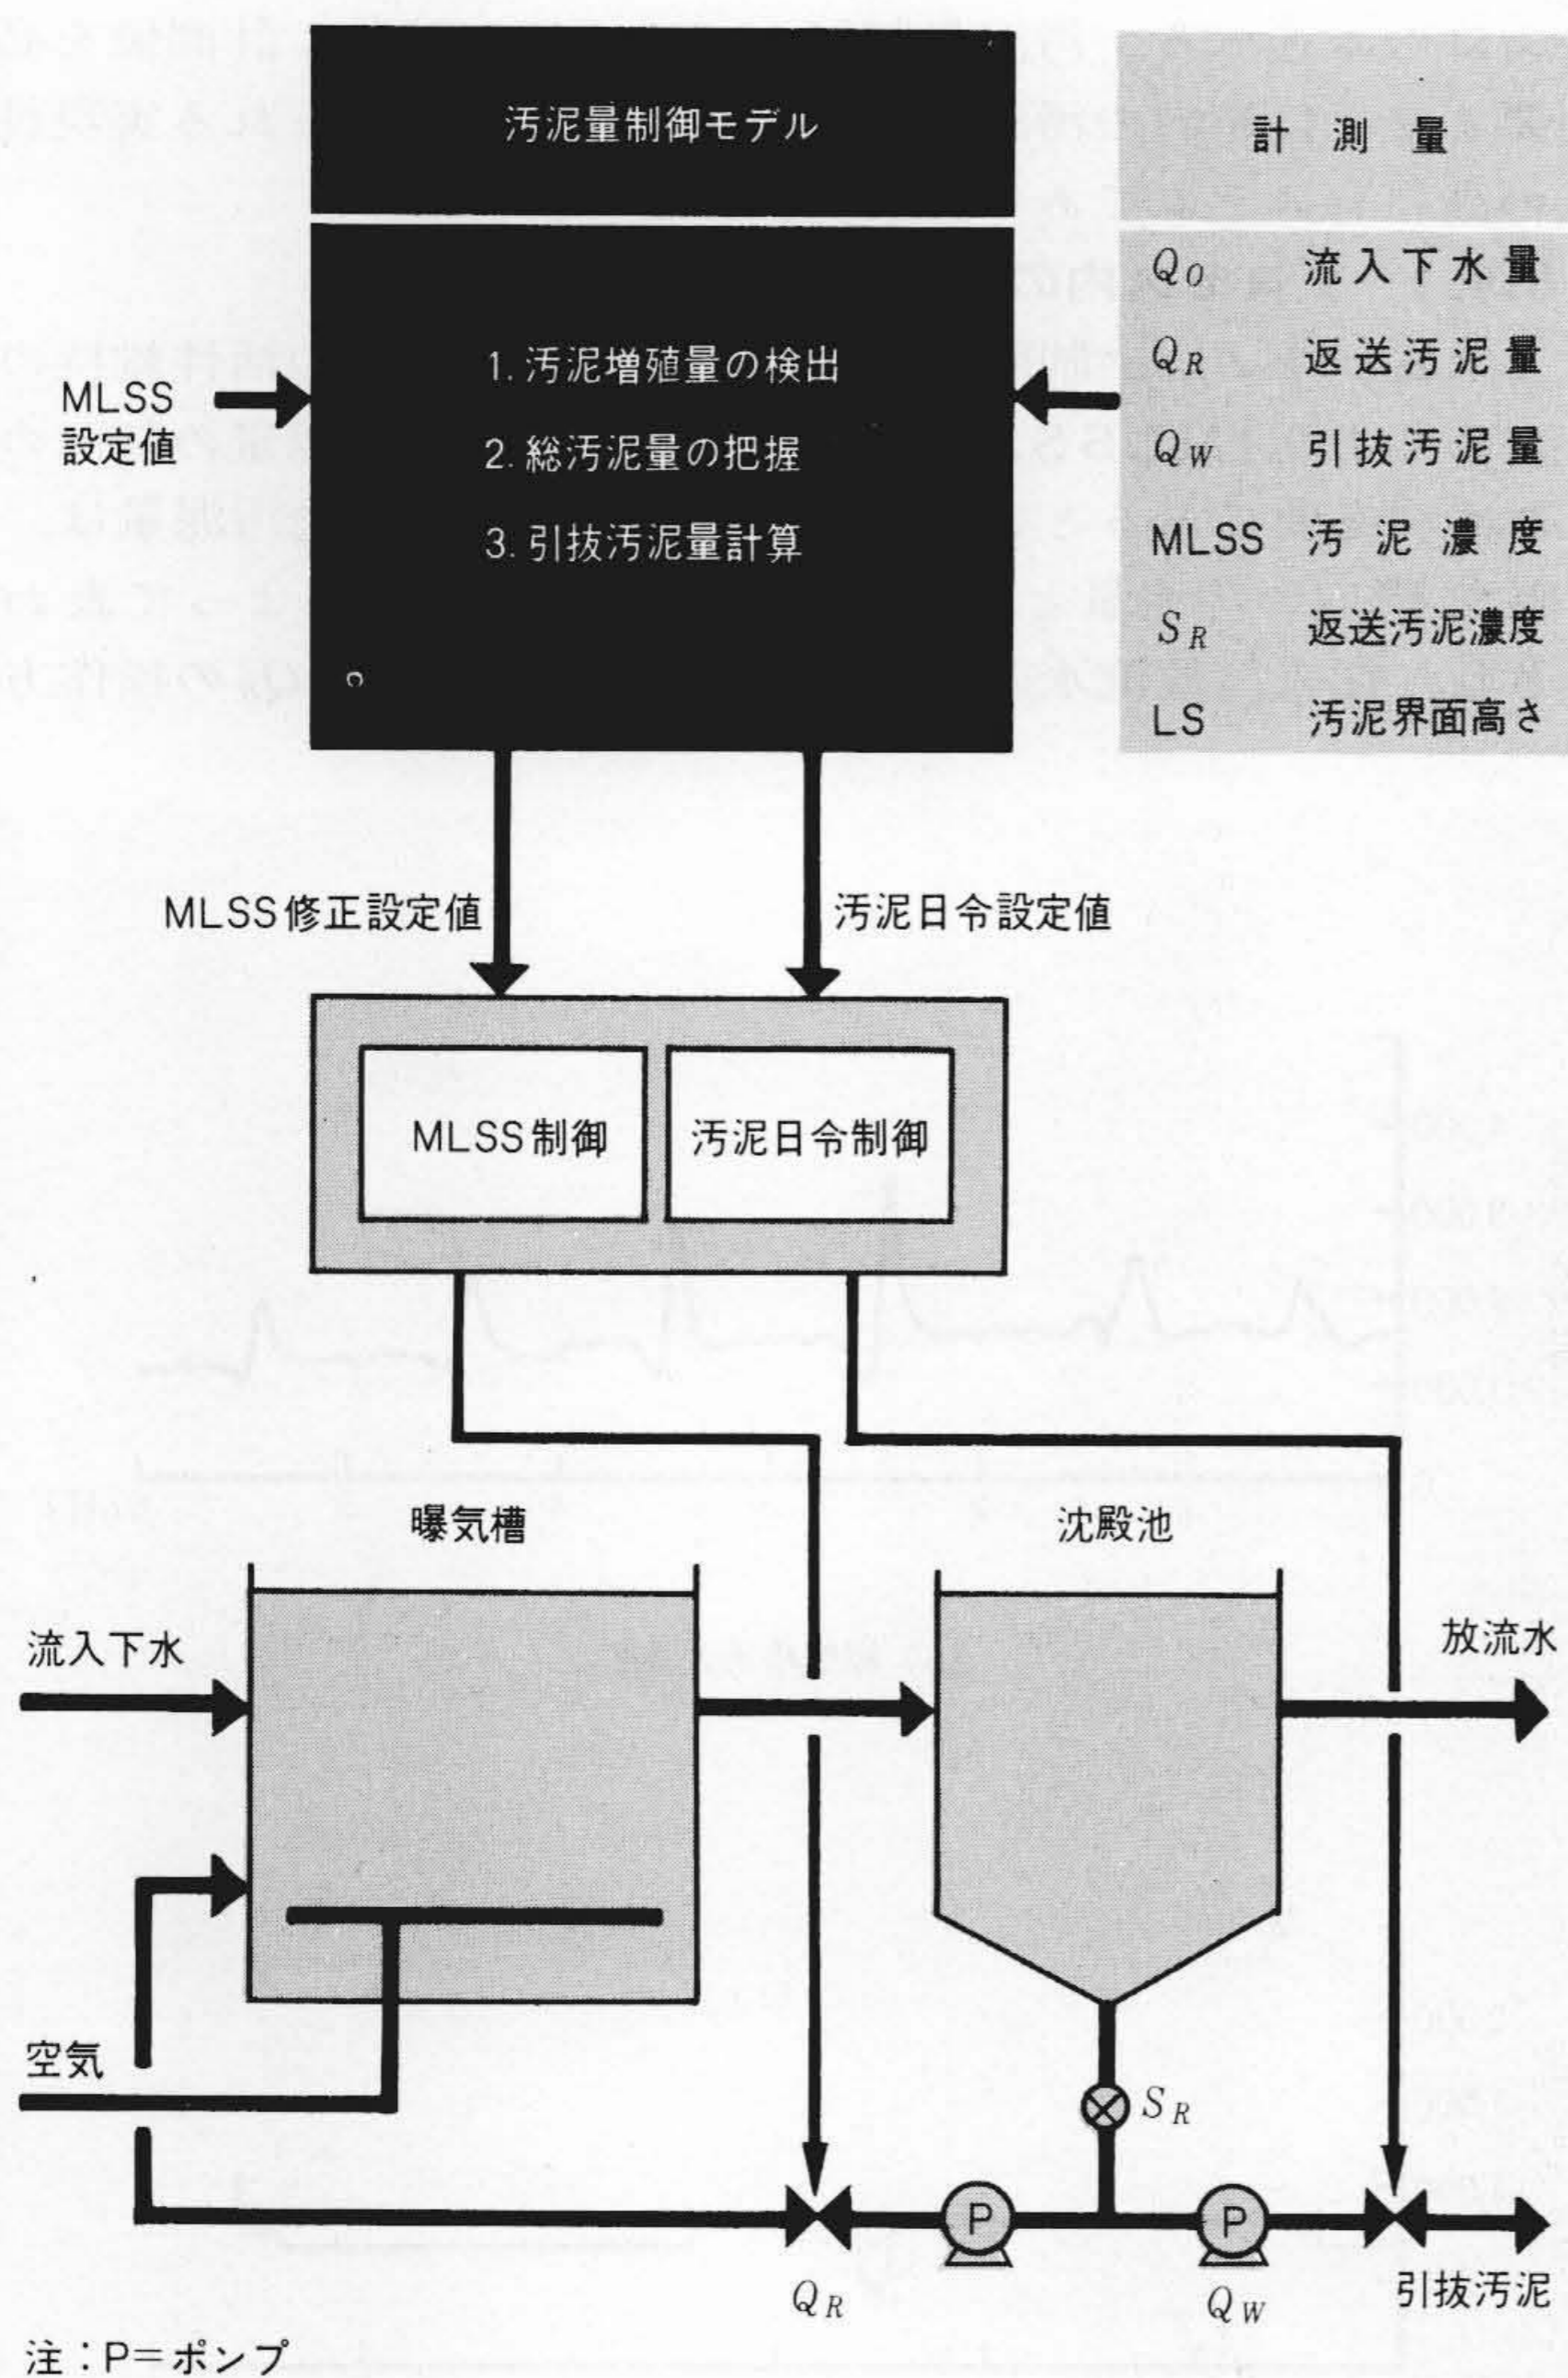 汚泥量制御モデル
計測量
MLSS
設定値
1. 汚泥増殖量の検出
2. 総汚泥量の把握
3. 引抜汚泥量計算
c
Q_O 流入下水量
Q_R 返送汚泥量
Q_W 引抜汚泥量
MLSS 汚泥濃度
S_R 返送汚泥濃度
LS 汚泥界面高さ
MLSS修正設定値
汚泥日令設定値
MLSS制御
汚泥日令制御
曝気槽
沈殿池
流入下水
放流水
空気
S_R
P
P
Q_R
Q_W
引抜汚泥
注：P＝ポンプ